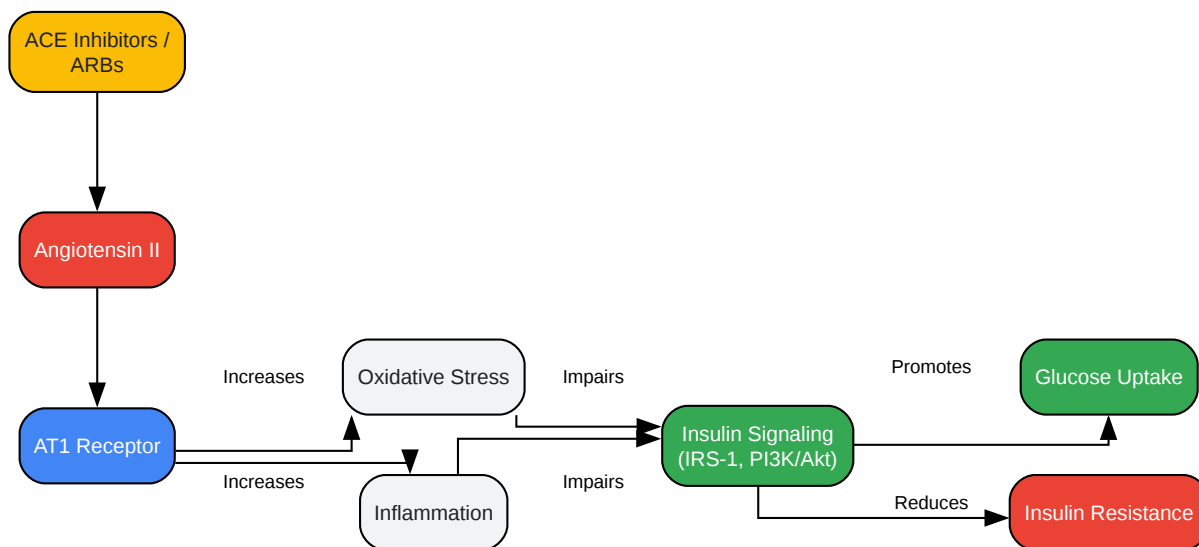 ACE Inhibitors /
ARBs
Angiotensin II
AT1 Receptor
Increases
Increases
Oxidative Stress
Inflammation
Impairs
Impairs
Insulin Signaling
(IRS-1, PI3K/Akt)
Promotes
Reduces
Glucose Uptake
Insulin Resistance